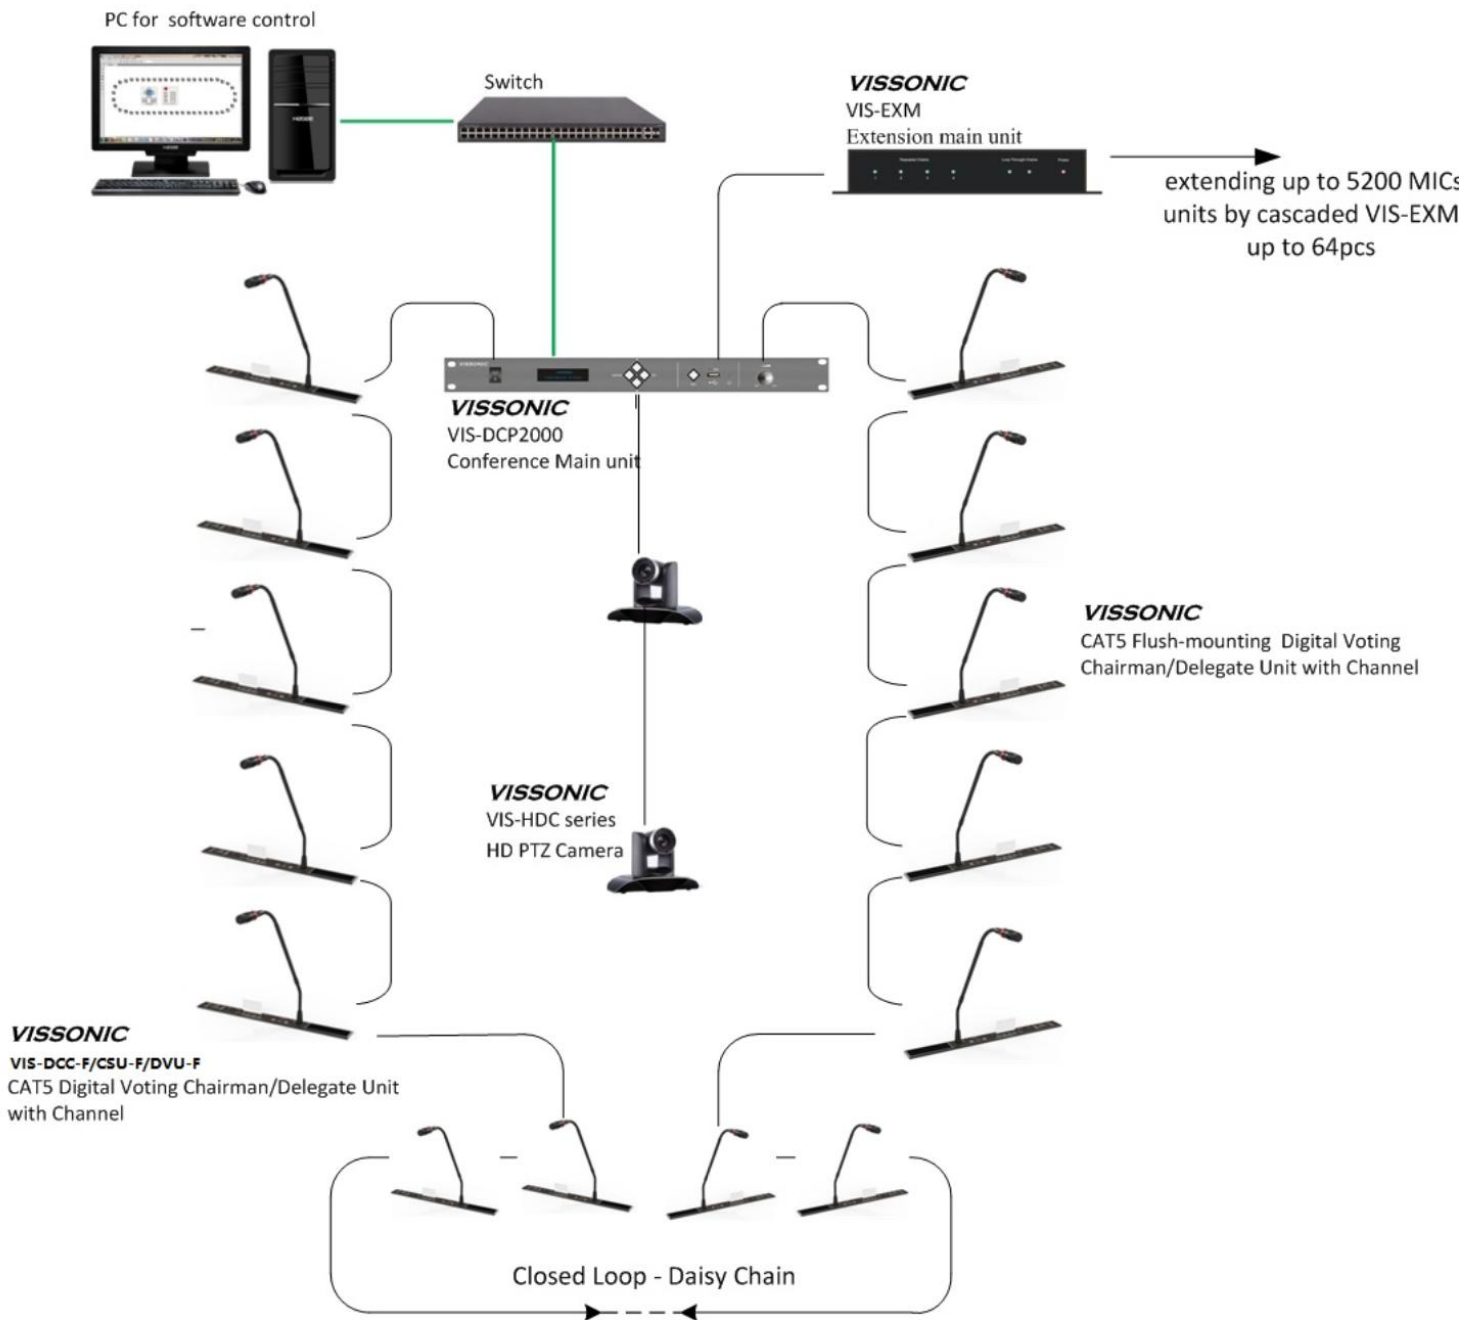 PC for software control
Switch
VISSONIC
VIS-EXM
Extension main unit
extending up to 5200 MICs
units by cascaded VIS-EXM
up to 64pcs
VISSONIC
VIS-DCP2000
Conference Main unit
VISSONIC
CAT5 Flush-mounting Digital Voting
Chairman/Delegate Unit with Channel
VISSONIC
VIS-HDC series
HD PTZ Camera
VISSONIC
VIS-DCC-F/CSU-F/DVU-F
CAT5 Digital Voting Chairman/Delegate Unit
with Channel
Closed Loop - Daisy Chain